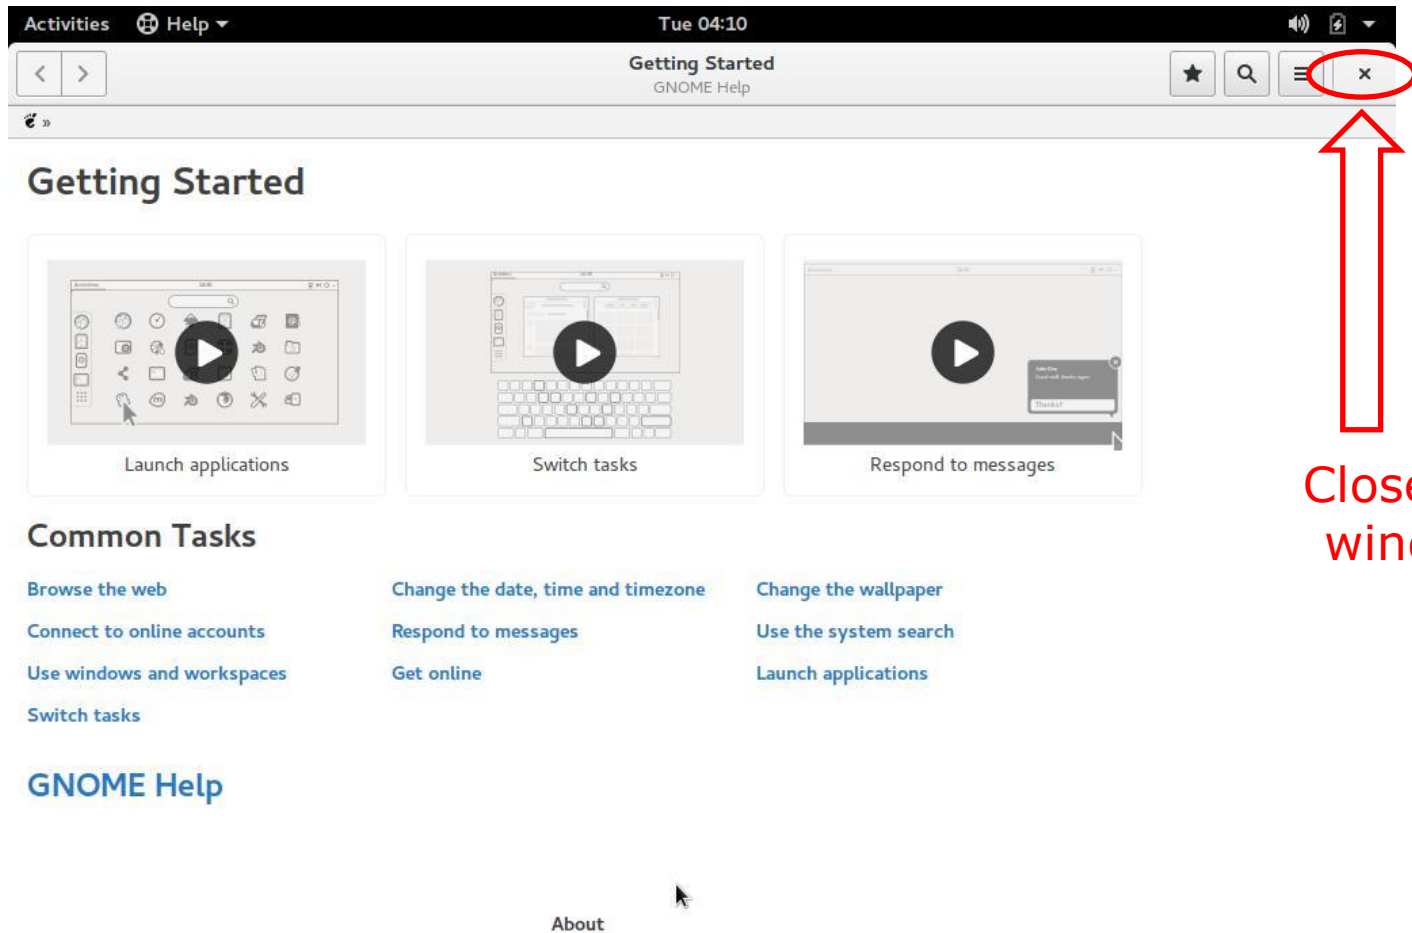 Activities Help Tue 04:10
Getting Started
GNOME Help
»
Getting Started
Launch applications
Switch tasks
Thanks!
Respond to messages
Close
Common Tasks
Browse the web
Change the date, time and timezone
Change the wallpaper
Connect to online accounts
Respond to messages
Use the system search
Use windows and workspaces
Get online
Launch applications
Switch tasks
GNOME Help
About